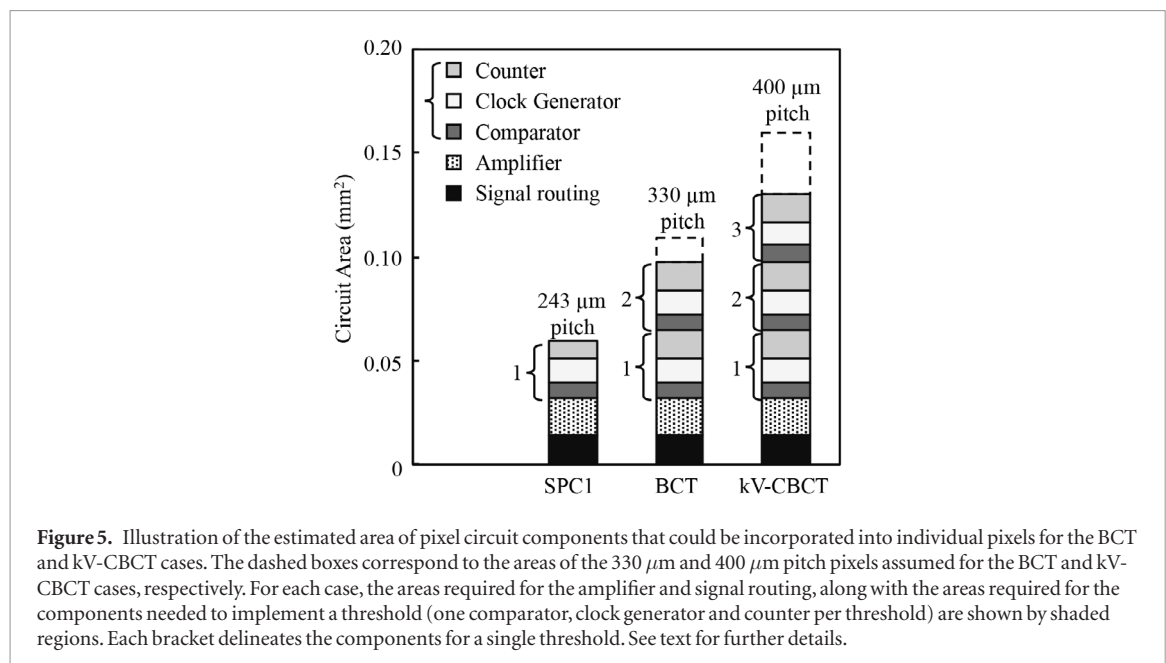 0.20
0.15
0.10
0.05
0
Circuit Area (mm²)
Counter
Clock Generator
Comparator
Amplifier
Signal routing
243 µm
pitch
1
330 µm
pitch
2
1
400 µm
pitch
3
2
1
SPC1
BCT
kV-CBCT
Figure 5. Illustration of the estimated area of pixel circuit components that could be incorporated into individual pixels for the BCT
and kV-CBCT cases. The dashed boxes correspond to the areas of the 330 µm and 400 µm pitch pixels assumed for the BCT and kV-
CBCT cases, respectively. For each case, the areas required for the amplifier and signal routing, along with the areas required for the
components needed to implement a threshold (one comparator, clock generator and counter per threshold) are shown by shaded
regions. Each bracket delineates the components for a single threshold. See text for further details.